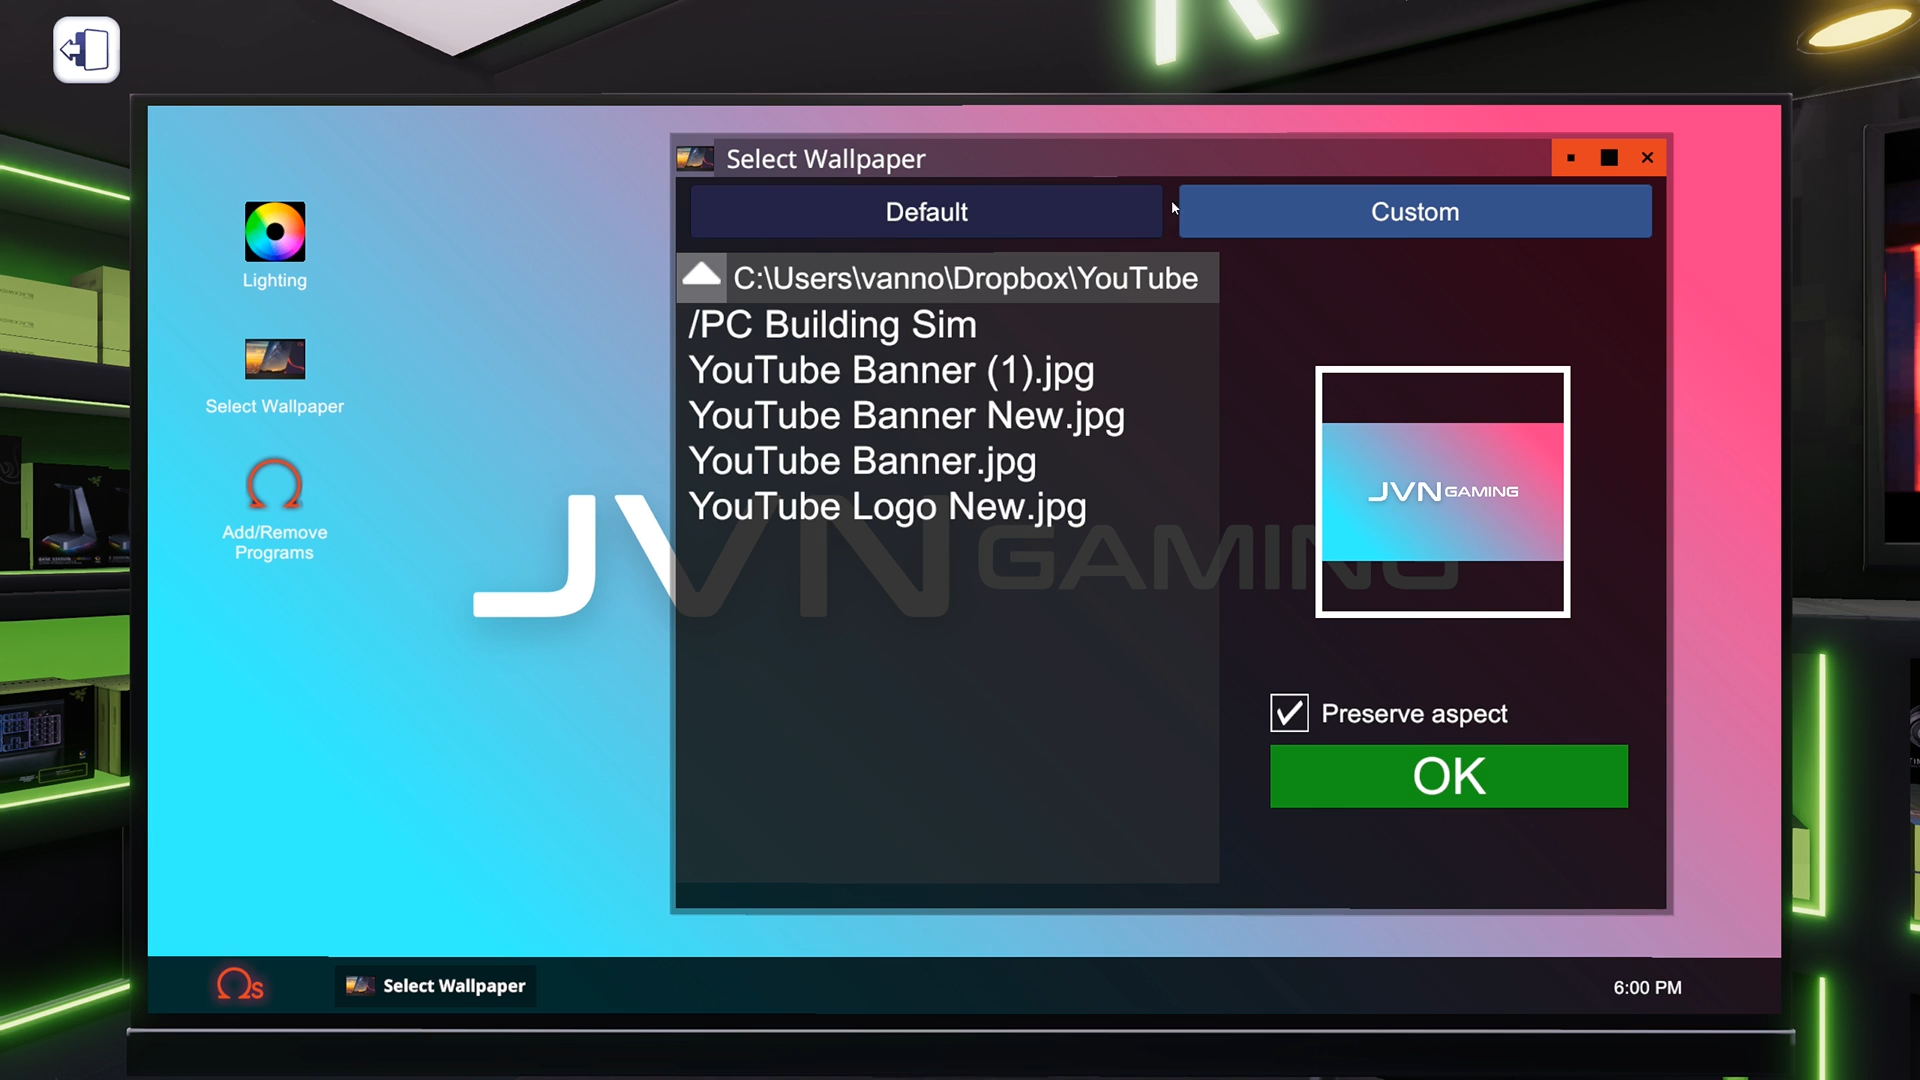 Select Wallpaper
Default
Custom
C:\Users\vanno\Dropbox\YouTube
/PC Building Sim
YouTube Banner (1).jpg
YouTube Banner New.jpg
YouTube Banner.jpg
YouTube Logo New.jpg
JVN GAMING
Preserve aspect
OK
Lighting
Select Wallpaper
Add/Remove
Programs
JVN GAMING
Ωs
Select Wallpaper
6:00 PM